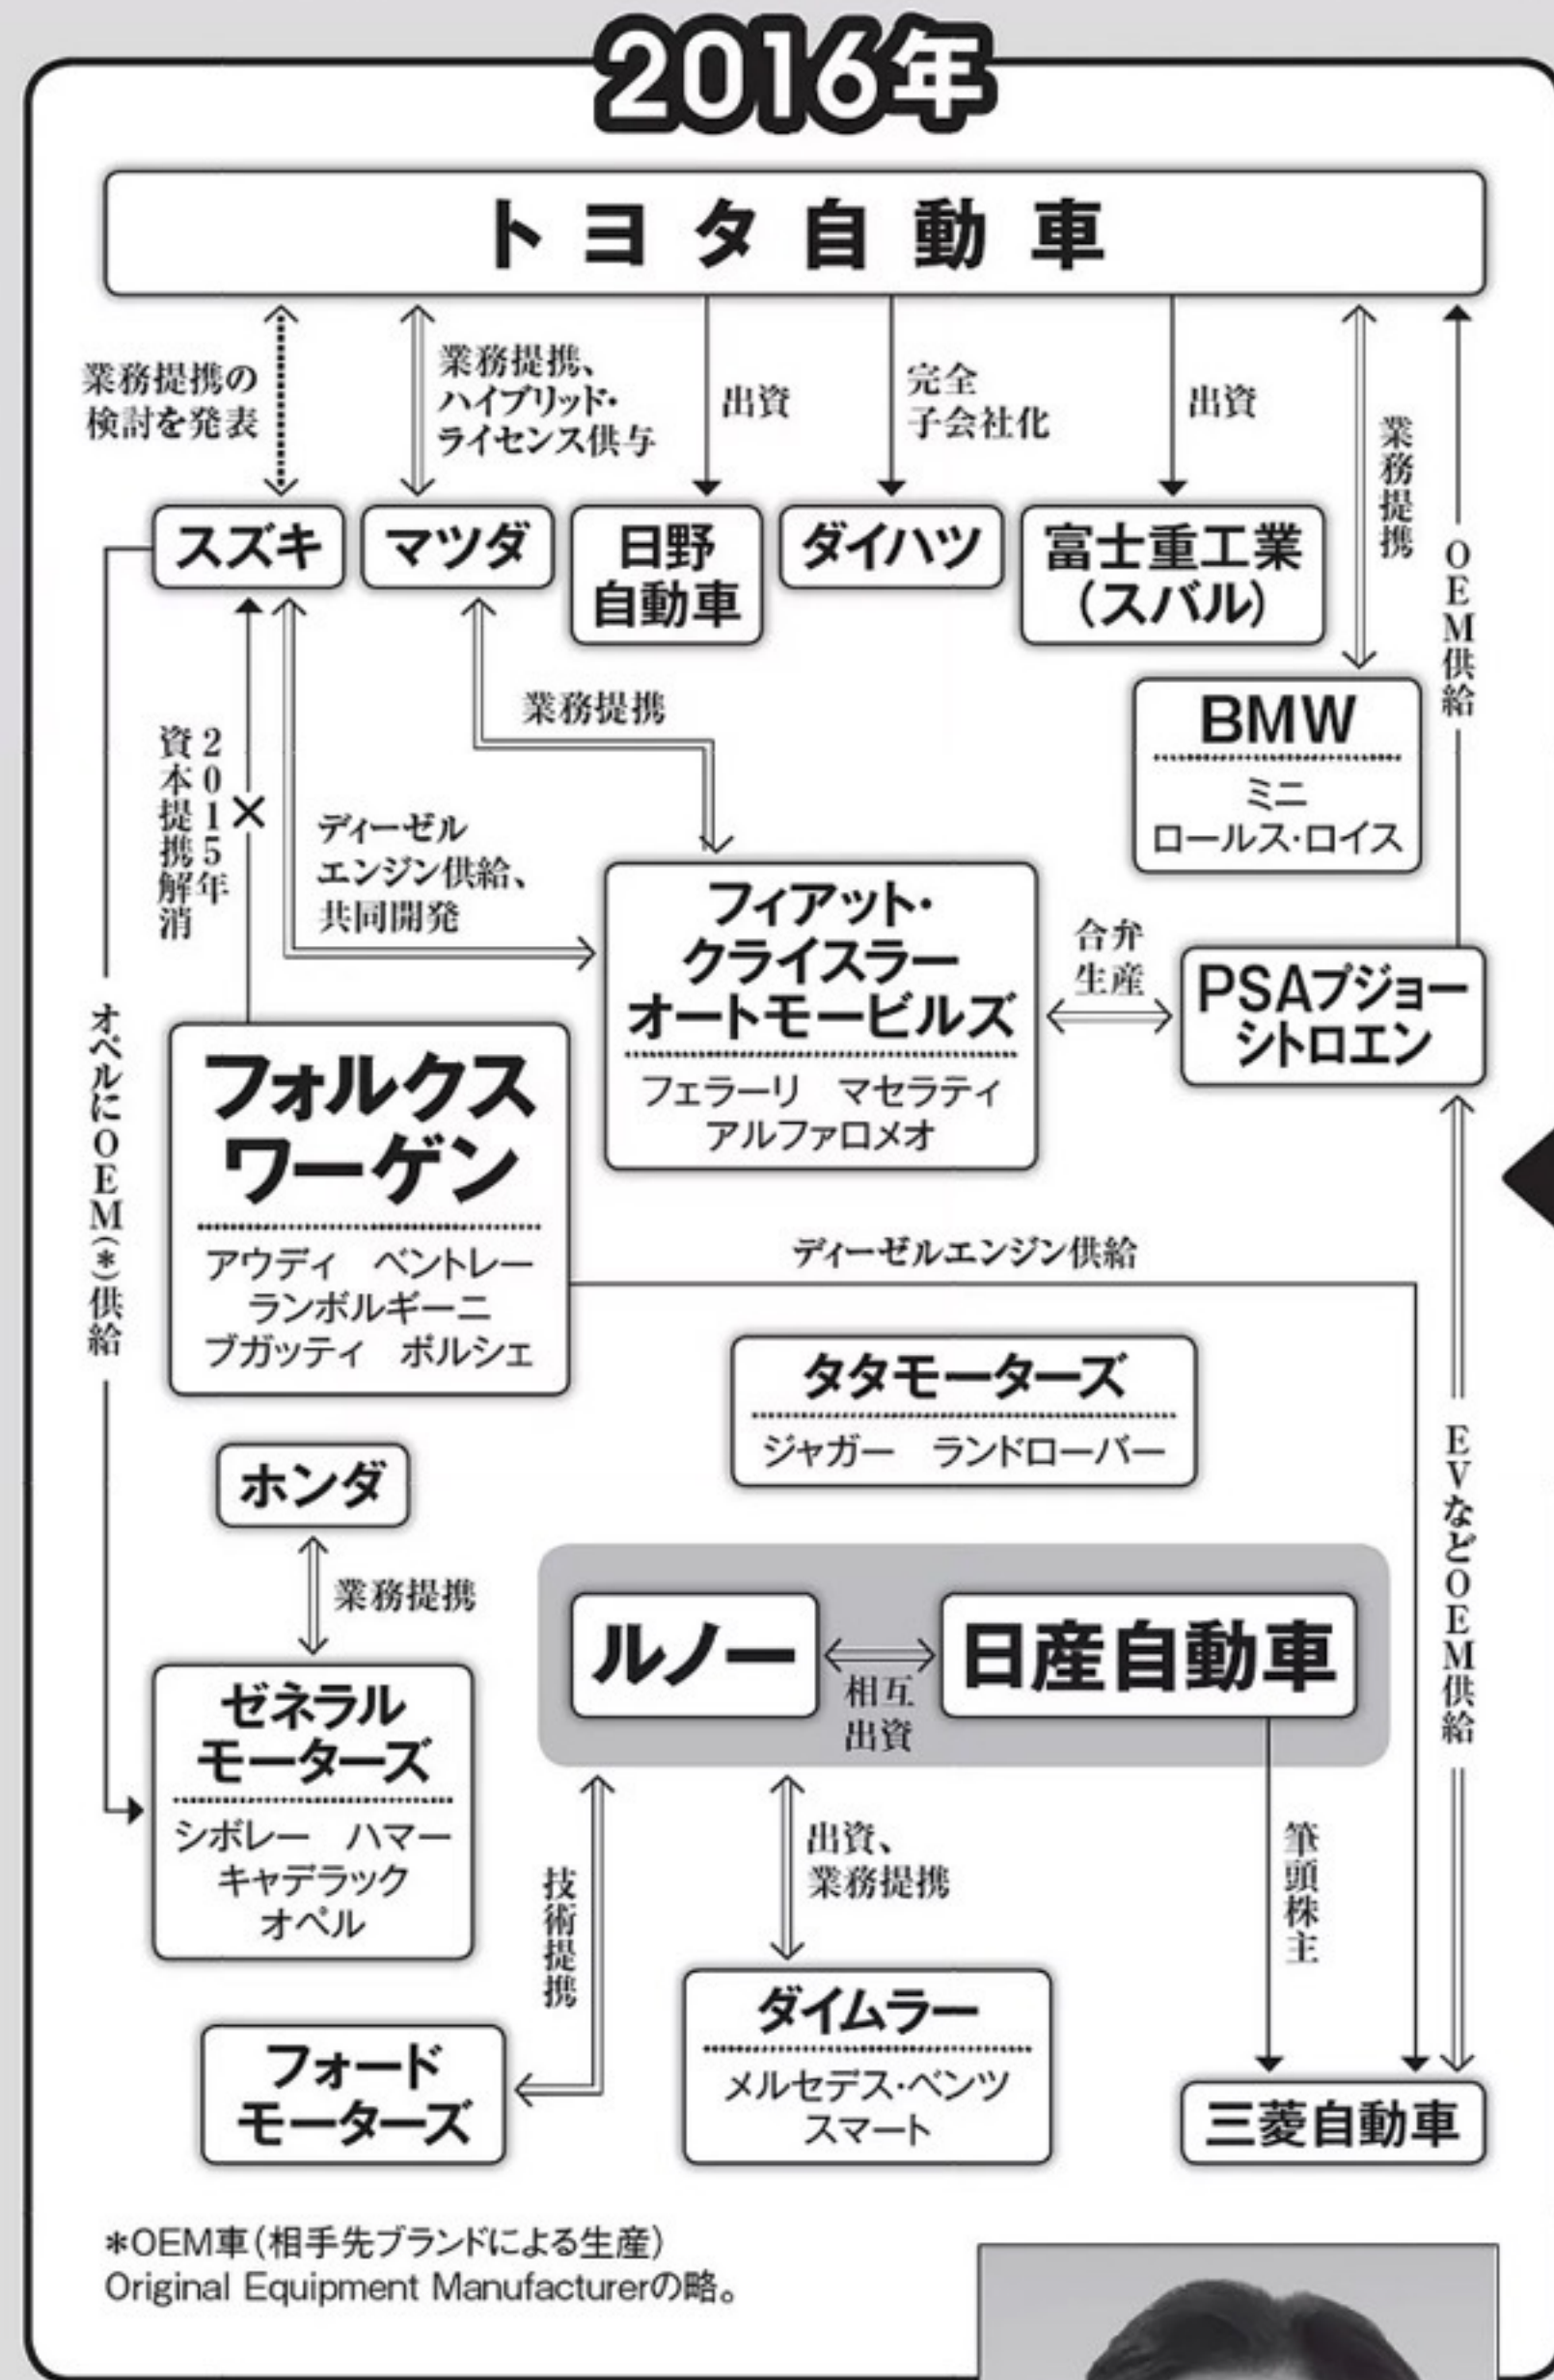 2016年
トヨタ自動車
業務提携の
検討を発表
業務提携、
ハイブリッド・
ライセンス供与
出資
完全
子会社化
出資
業務提携
OEM供給
スズキ
マツダ
日野
自動車
ダイハツ
富士重工業
(スバル)
BMW
ミニ
ロールス・ロイス
業務提携
2015年
資本提携解消
×
ディーゼル
エンジン供給、
共同開発
フィアット・
クライスラー
オートモービルズ
フェラーリ マセラティ
アルファロメオ
合弁
生産
PSAプジョー
シトロエン
オペルにOEM(*)供給
フォルクス
ワーゲン
アウディ ベントレー
ランボルギーニ
ブガッティ ポルシェ
ディーゼルエンジン供給
タタモーターズ
ジャガー ランドローバー
EVなどOEM供給
ホンダ
業務提携
ルノー
相互
出資
日産自動車
ゼネラル
モーターズ
シボレー ハマー
キャデラック
オペル
技術提携
出資、
業務提携
筆頭株主
フォード
モーターズ
ダイムラー
メルセデス・ベンツ
スマート
三菱自動車
*OEM車(相手先ブランドによる生産)
Original Equipment Manufacturerの略。